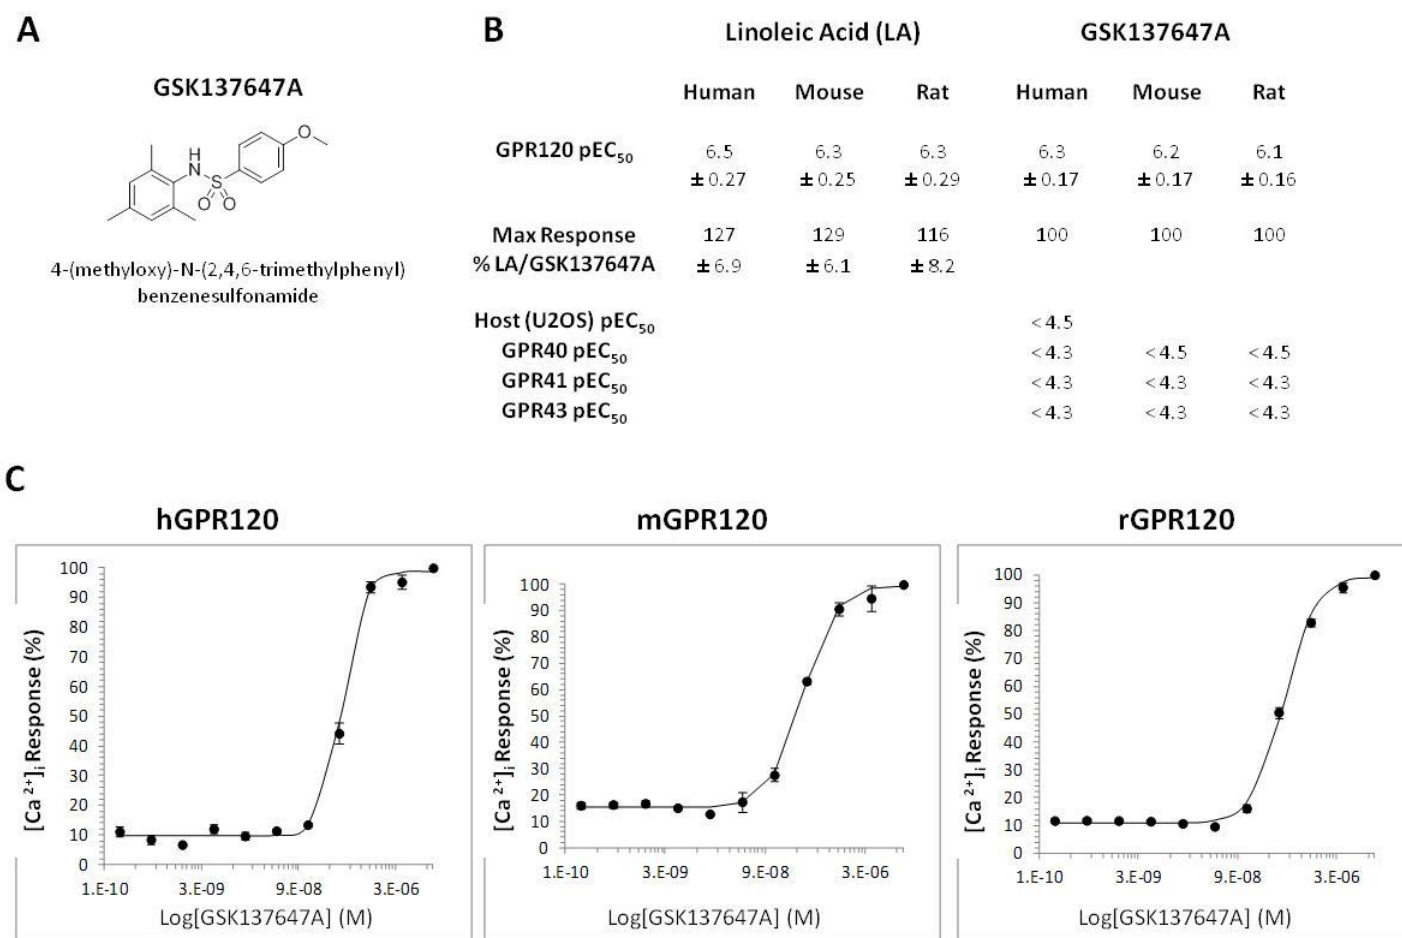 A
GSK137647A
H
N
S
O
O
O
4-(methyloxy)-N-(2,4,6-trimethylphenyl)
benzenesulfonamide
B
Linoleic Acid (LA) GSK137647A
Human Mouse Rat Human Mouse Rat
GPR120 pEC50 6.5 6.3 6.3 6.3 6.2 6.1
± 0.27 ± 0.25 ± 0.29 ± 0.17 ± 0.17 ± 0.16
Max Response 127 129 116 100 100 100
% LA/GSK137647A ± 6.9 ± 6.1 ± 8.2
Host (U2OS) pEC50 < 4.5
GPR40 pEC50 < 4.3 < 4.5 < 4.5
GPR41 pEC50 < 4.3 < 4.3 < 4.3
GPR43 pEC50 < 4.3 < 4.3 < 4.3
C
hGPR120
[Ca 2+]i Response (%)
100
90
80
70
60
50
40
30
20
10
0
1.E-10 3.E-09 9.E-08 3.E-06
Log[GSK137647A] (M)
mGPR120
[Ca 2+]i Response (%)
100
90
80
70
60
50
40
30
20
10
0
1.E-10 3.E-09 9.E-08 3.E-06
Log[GSK137647A] (M)
rGPR120
[Ca 2+]i Response (%)
100
90
80
70
60
50
40
30
20
10
0
1.E-10 3.E-09 9.E-08 3.E-06
Log[GSK137647A] (M)